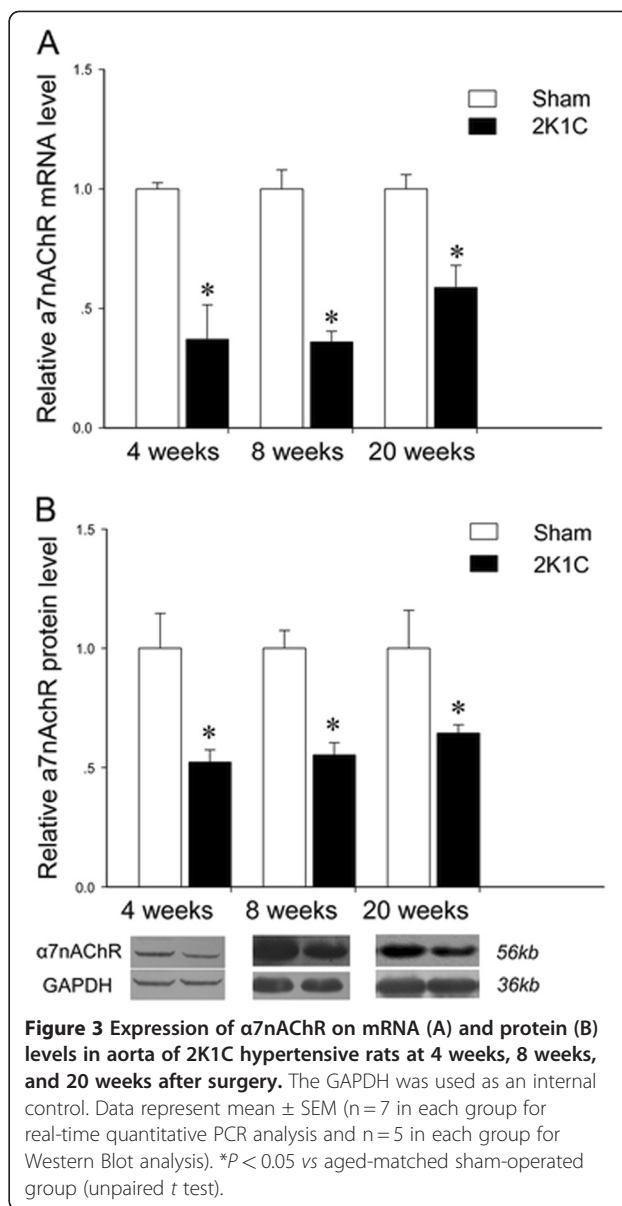 A
Relative a7nAChR mRNA level
1.5
1.0
.5
0.0
Sham
2K1C
*
*
*
4 weeks
8 weeks
20 weeks
B
Relative a7nAChR protein level
1.5
1.0
.5
0.0
Sham
2K1C
*
*
*
4 weeks
8 weeks
20 weeks
α7nAChR
56kb
GAPDH
36kb
Figure 3 Expression of α7nAChR on mRNA (A) and protein (B)
levels in aorta of 2K1C hypertensive rats at 4 weeks, 8 weeks,
and 20 weeks after surgery. The GAPDH was used as an internal
control. Data represent mean ± SEM (n = 7 in each group for
real-time quantitative PCR analysis and n = 5 in each group for
Western Blot analysis). *P < 0.05 vs aged-matched sham-operated
group (unpaired t test).